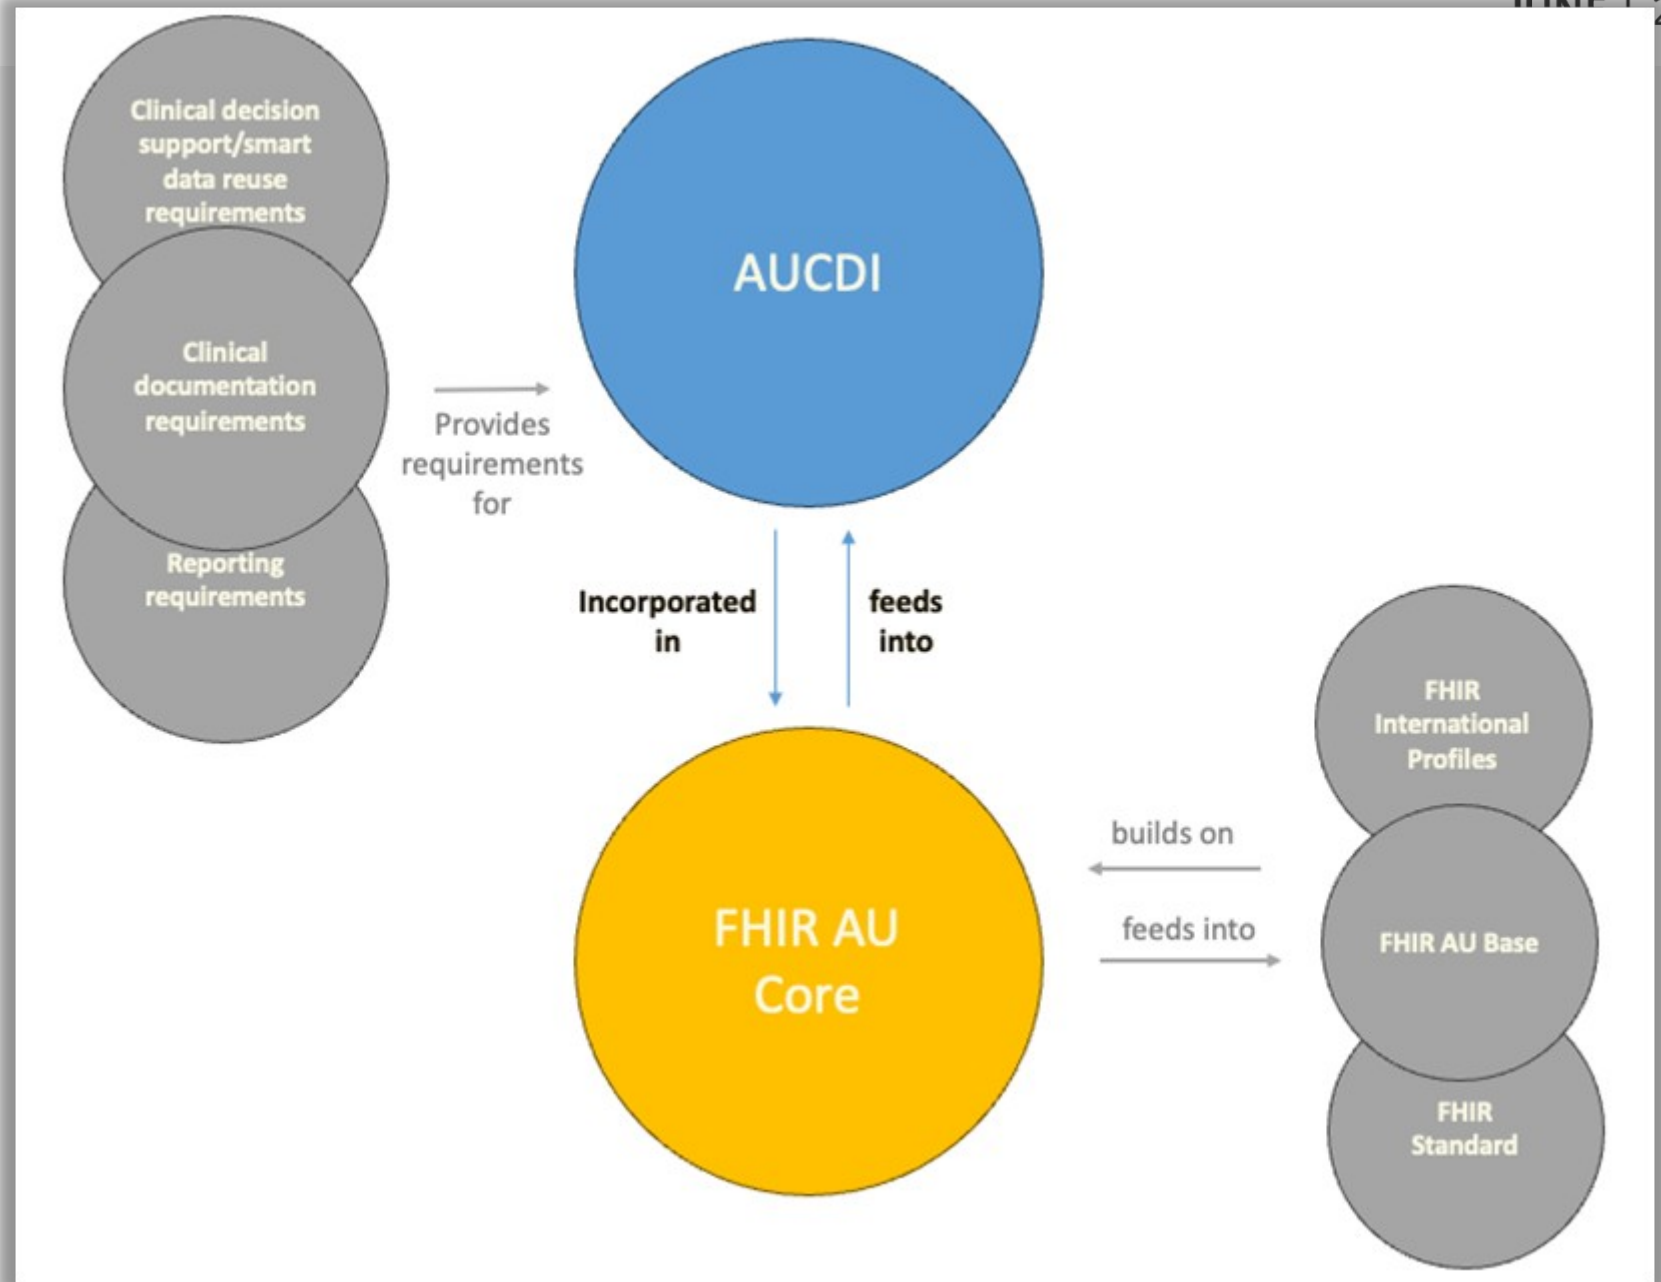 JUNE
Clinical decision
support/smart
data reuse
requirements
Clinical
documentation
requirements
Reporting
requirements
Provides
requirements
for
AUCDI
Incorporated
in
feeds
into
FHIR AU
Core
builds on
feeds into
FHIR
International
Profiles
FHIR AU Base
FHIR
Standard